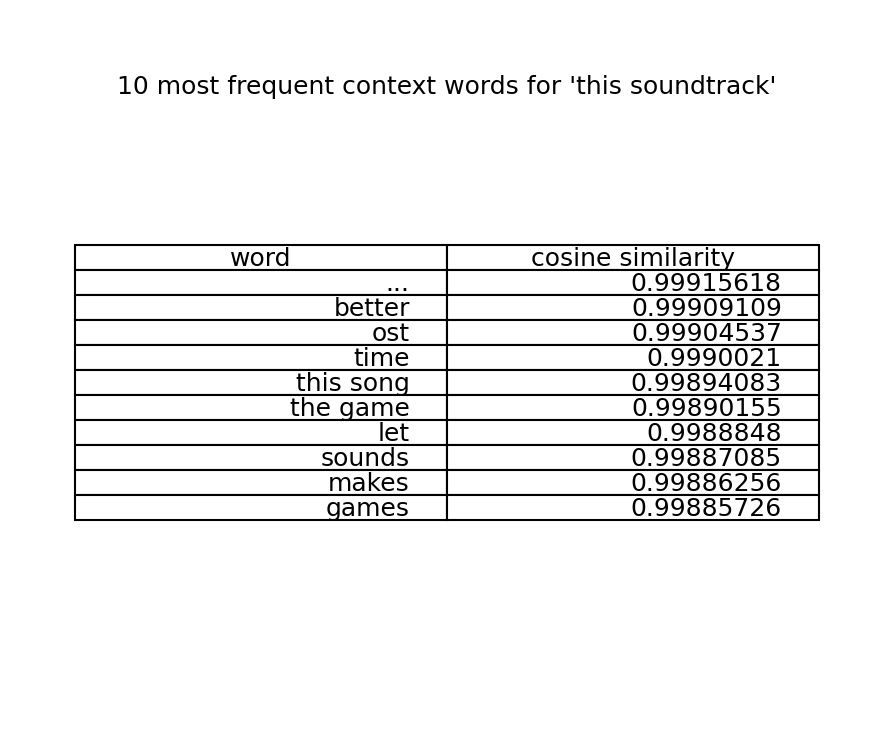 10 most frequent context words for 'this soundtrack'
word cosine similarity
... 0.99915618
better 0.99909109
ost 0.99904537
time 0.9990021
this song 0.99894083
the game 0.99890155
let 0.9988848
sounds 0.99887085
makes 0.99886256
games 0.99885726